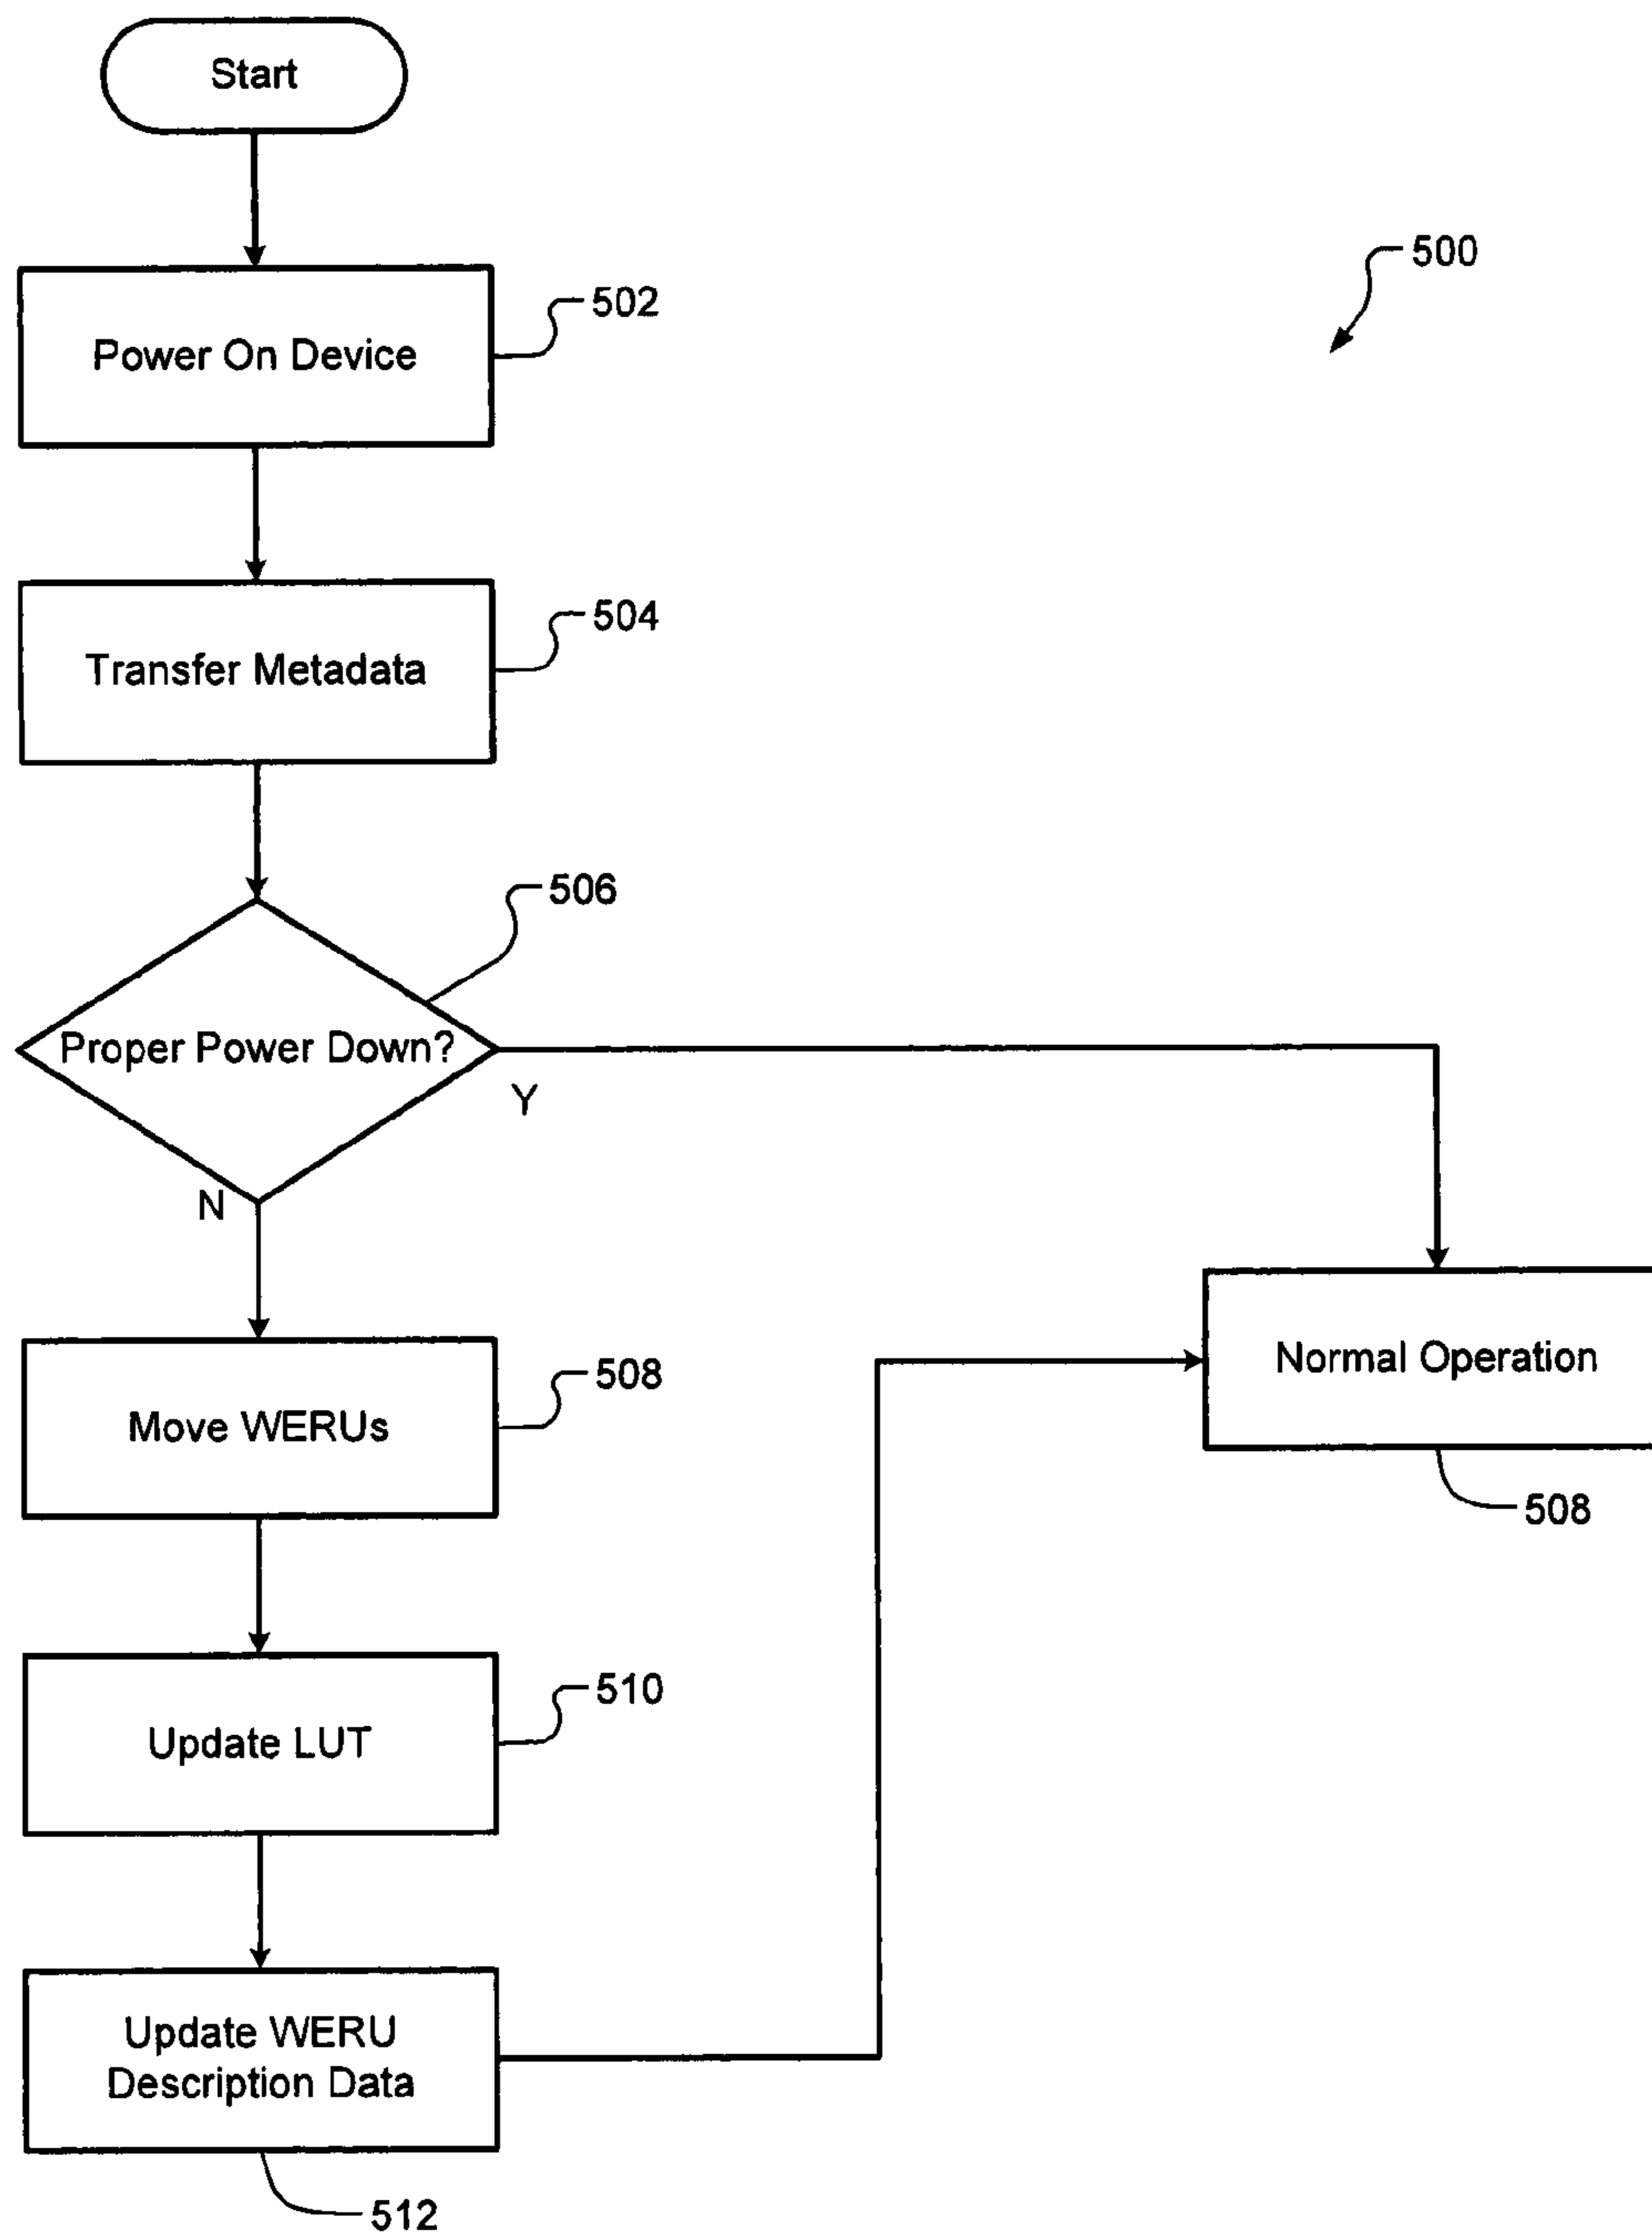 Start
500
502
Power On Device
504
Transfer Metadata
506
Proper Power Down?
Y
N
508
Move WERUs
Normal Operation
508
510
Update LUT
Update WERU
Description Data
512